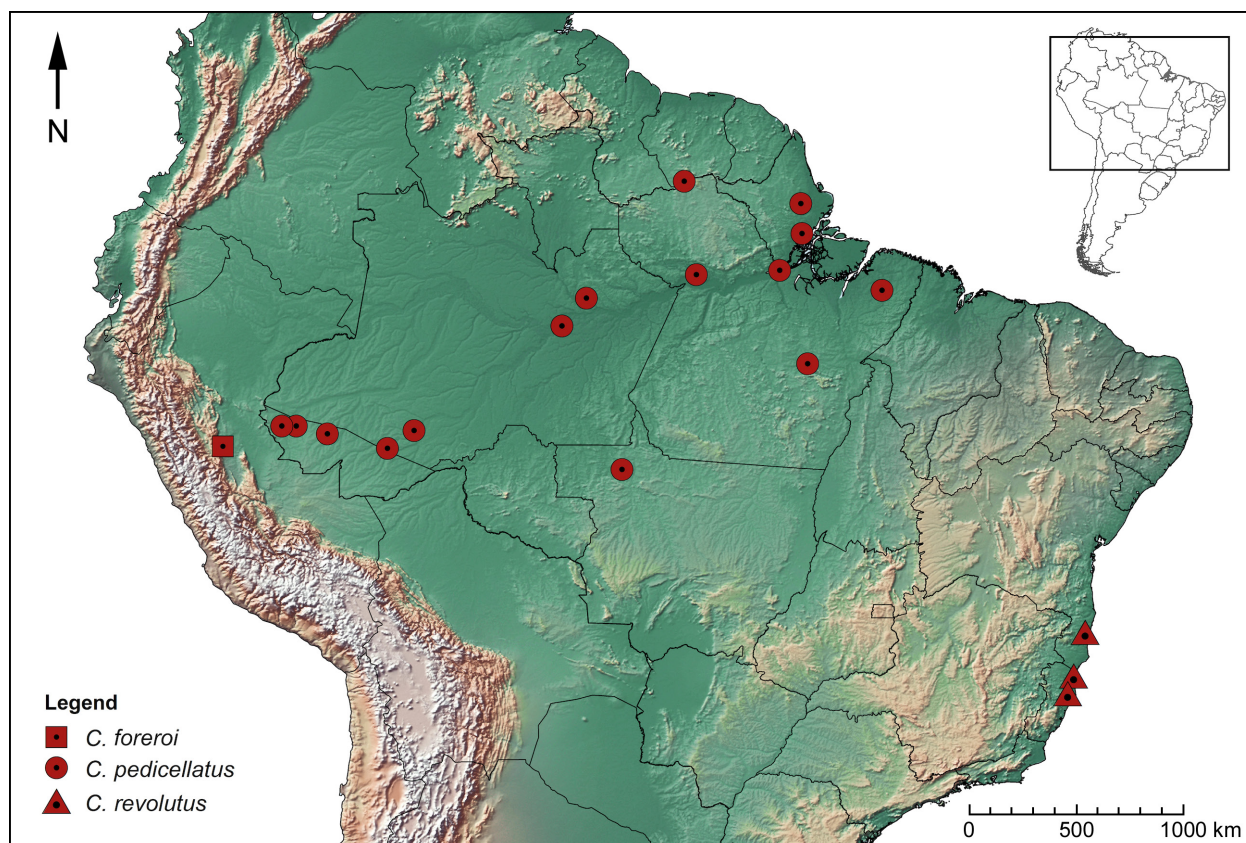 N
Legend
C. foreroi
C. pedicellatus
C. revolutus
0 500 1000 km